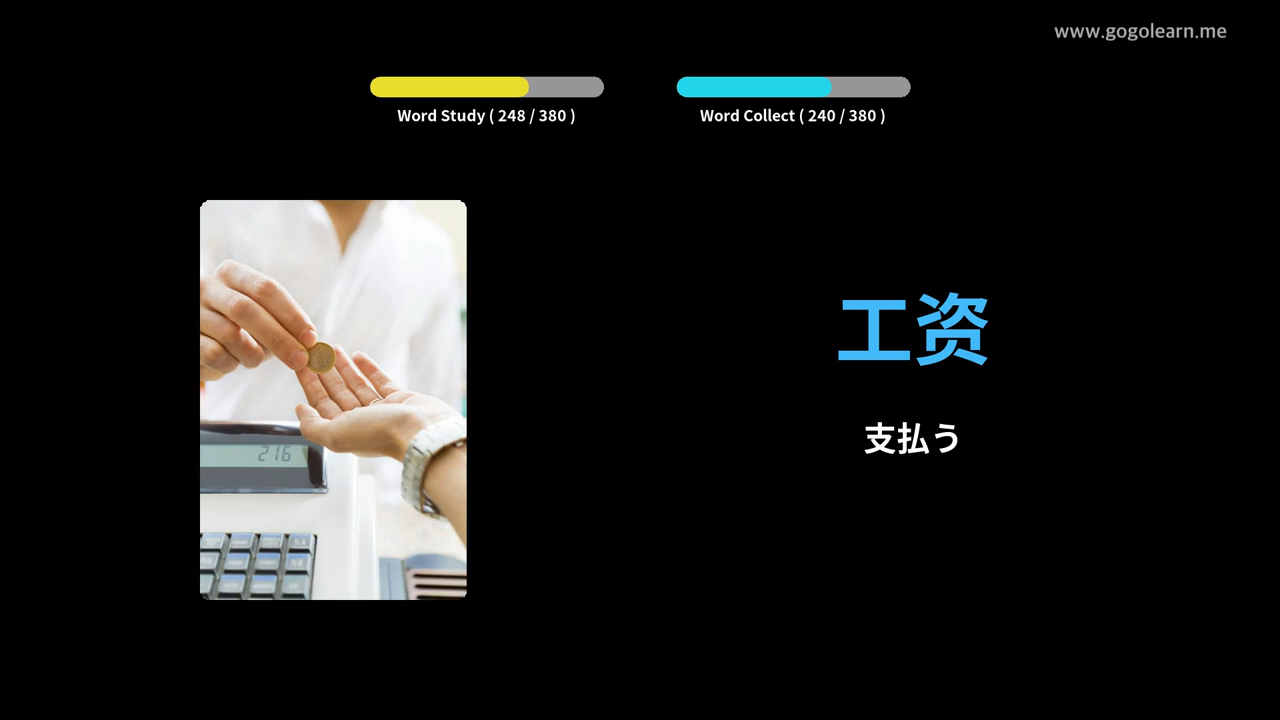 www.gogolearn.me
Word Study ( 248 / 380 )
Word Collect ( 240 / 380 )
工资
支払う
216